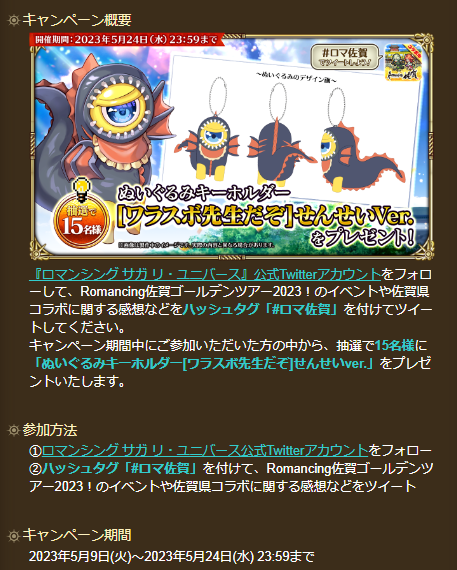 キャンペーン概要
開催期間：2023年5月24日(水) 23:59まで
#ロマ佐賀
でツイートしよう！
～ぬいぐるみのデザイン画～
抽選で
15名様
ぬいぐるみキーホルダー
[ワラスボ先生だぞ]せんせいVer.
をプレゼント！
『ロマンシング サガ リ・ユニバース』公式Twitterアカウントをフォロ
ーして、Romancing佐賀ゴールデンツアー2023！のイベントや佐賀県
コラボに関する感想などをハッシュタグ「#ロマ佐賀」を付けてツイー
トしてください。
キャンペーン期間中にご参加いただいた方の中から、抽選で15名様に
「ぬいぐるみキーホルダー[ワラスボ先生だぞ]せんせいver.」をプレゼ
ントいたします。
参加方法
①ロマンシング サガ リ・ユニバース公式Twitterアカウントをフォロー
②ハッシュタグ「#ロマ佐賀」を付けて、Romancing佐賀ゴールデンツ
アー2023！のイベントや佐賀県コラボに関する感想などをツイート
キャンペーン期間
2023年5月9日(火)～2023年5月24日(水) 23:59まで